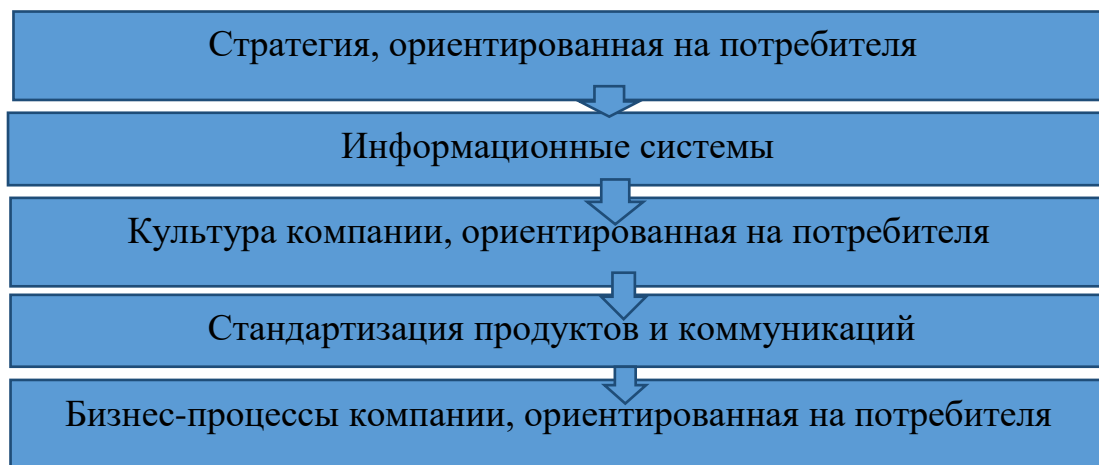 Стратегия, ориентированная на потребителя
Информационные системы
Культура компании, ориентированная на потребителя
Стандартизация продуктов и коммуникаций
Бизнес-процессы компании, ориентированная на потребителя